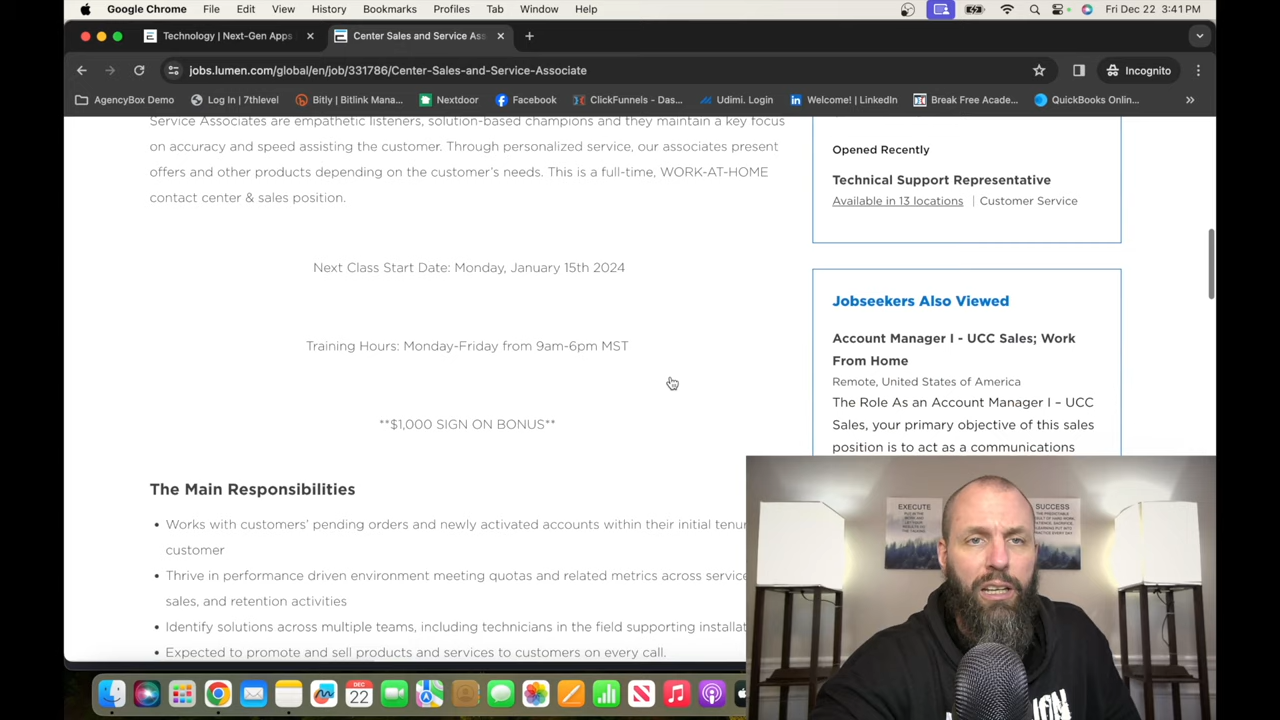 Google Chrome File Edit View History Bookmarks Profiles Tab Window Help Fri Dec 22 3:41 PM
Technology | Next-Gen Apps Center Sales and Service Ass
jobs.lumen.com/global/en/job/331786/Center-Sales-and-Service-Associate Incognito
AgencyBox Demo Log In | 7thlevel Bitly | Bitlink Mana... Nextdoor Facebook ClickFunnels - Das... Udimi. Login Welcome! | LinkedIn Break Free Acade... QuickBooks Onlin... »
Service Associates are empathetic listeners, solution-based champions and they maintain a key focus
on accuracy and speed assisting the customer. Through personalized service, our associates present
offers and other products depending on the customer's needs. This is a full-time, WORK-AT-HOME
contact center & sales position.
Next Class Start Date: Monday, January 15th 2024
Training Hours: Monday-Friday from 9am-6pm MST
**$1,000 SIGN ON BONUS**
The Main Responsibilities
• Works with customers' pending orders and newly activated accounts within their initial tenur
customer
• Thrive in performance driven environment meeting quotas and related metrics across service
sales, and retention activities
• Identify solutions across multiple teams, including technicians in the field supporting installat
• Expected to promote and sell products and services to customers on every call.
Opened Recently
Technical Support Representative
Available in 13 locations | Customer Service
Jobseekers Also Viewed
Account Manager I - UCC Sales; Work
From Home
Remote, United States of America
The Role As an Account Manager I – UCC
Sales, your primary objective of this sales
position is to act as a communications
EXECUTE
SUCCESS
DEC
22